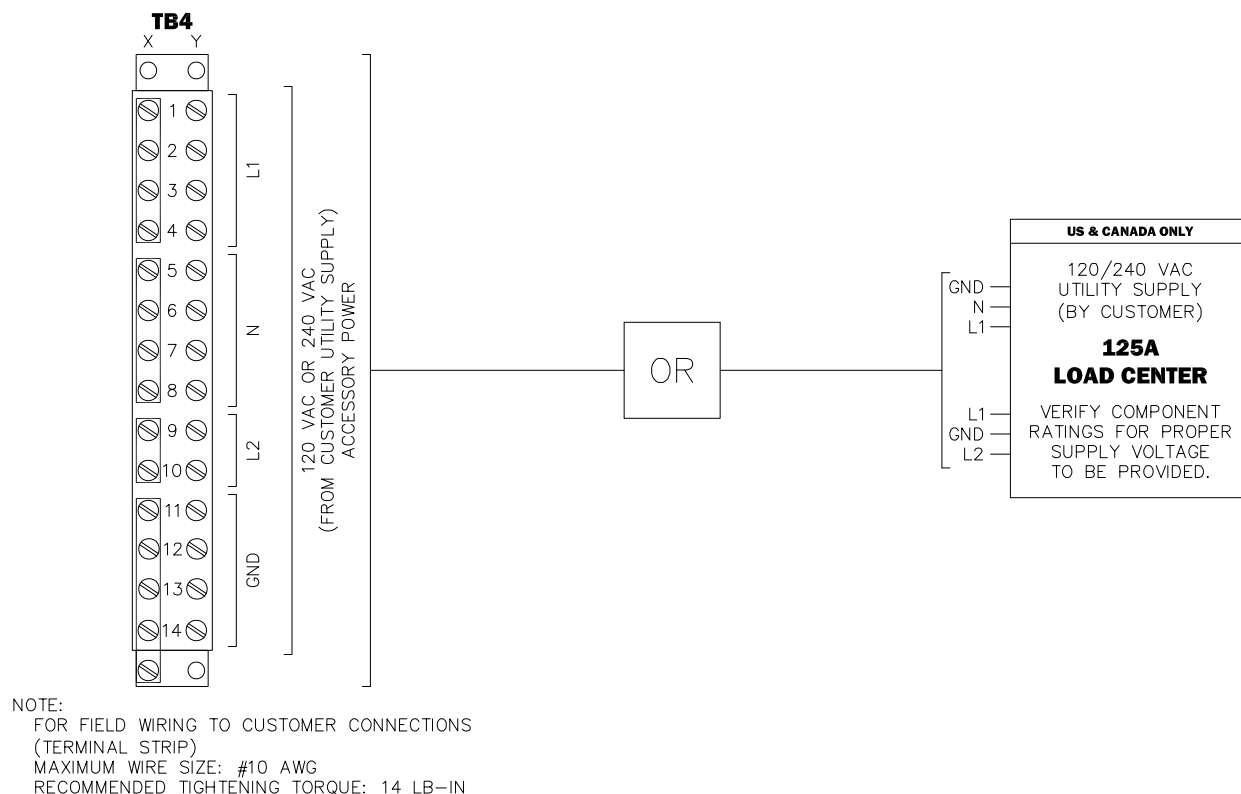 TB4
X Y
1
2
3
4
L1
5
6
7
8
N
9
10
L2
11
12
13
14
GND
120 VAC OR 240 VAC
(FROM CUSTOMER UTILITY SUPPLY)
ACCESSORY POWER
OR
GND
N
L1
L1
GND
L2
US & CANADA ONLY
120/240 VAC
UTILITY SUPPLY
(BY CUSTOMER)
125A
LOAD CENTER
VERIFY COMPONENT
RATINGS FOR PROPER
SUPPLY VOLTAGE
TO BE PROVIDED.
NOTE:
FOR FIELD WIRING TO CUSTOMER CONNECTIONS
(TERMINAL STRIP)
MAXIMUM WIRE SIZE: #10 AWG
RECOMMENDED TIGHTENING TORQUE: 14 LB-IN